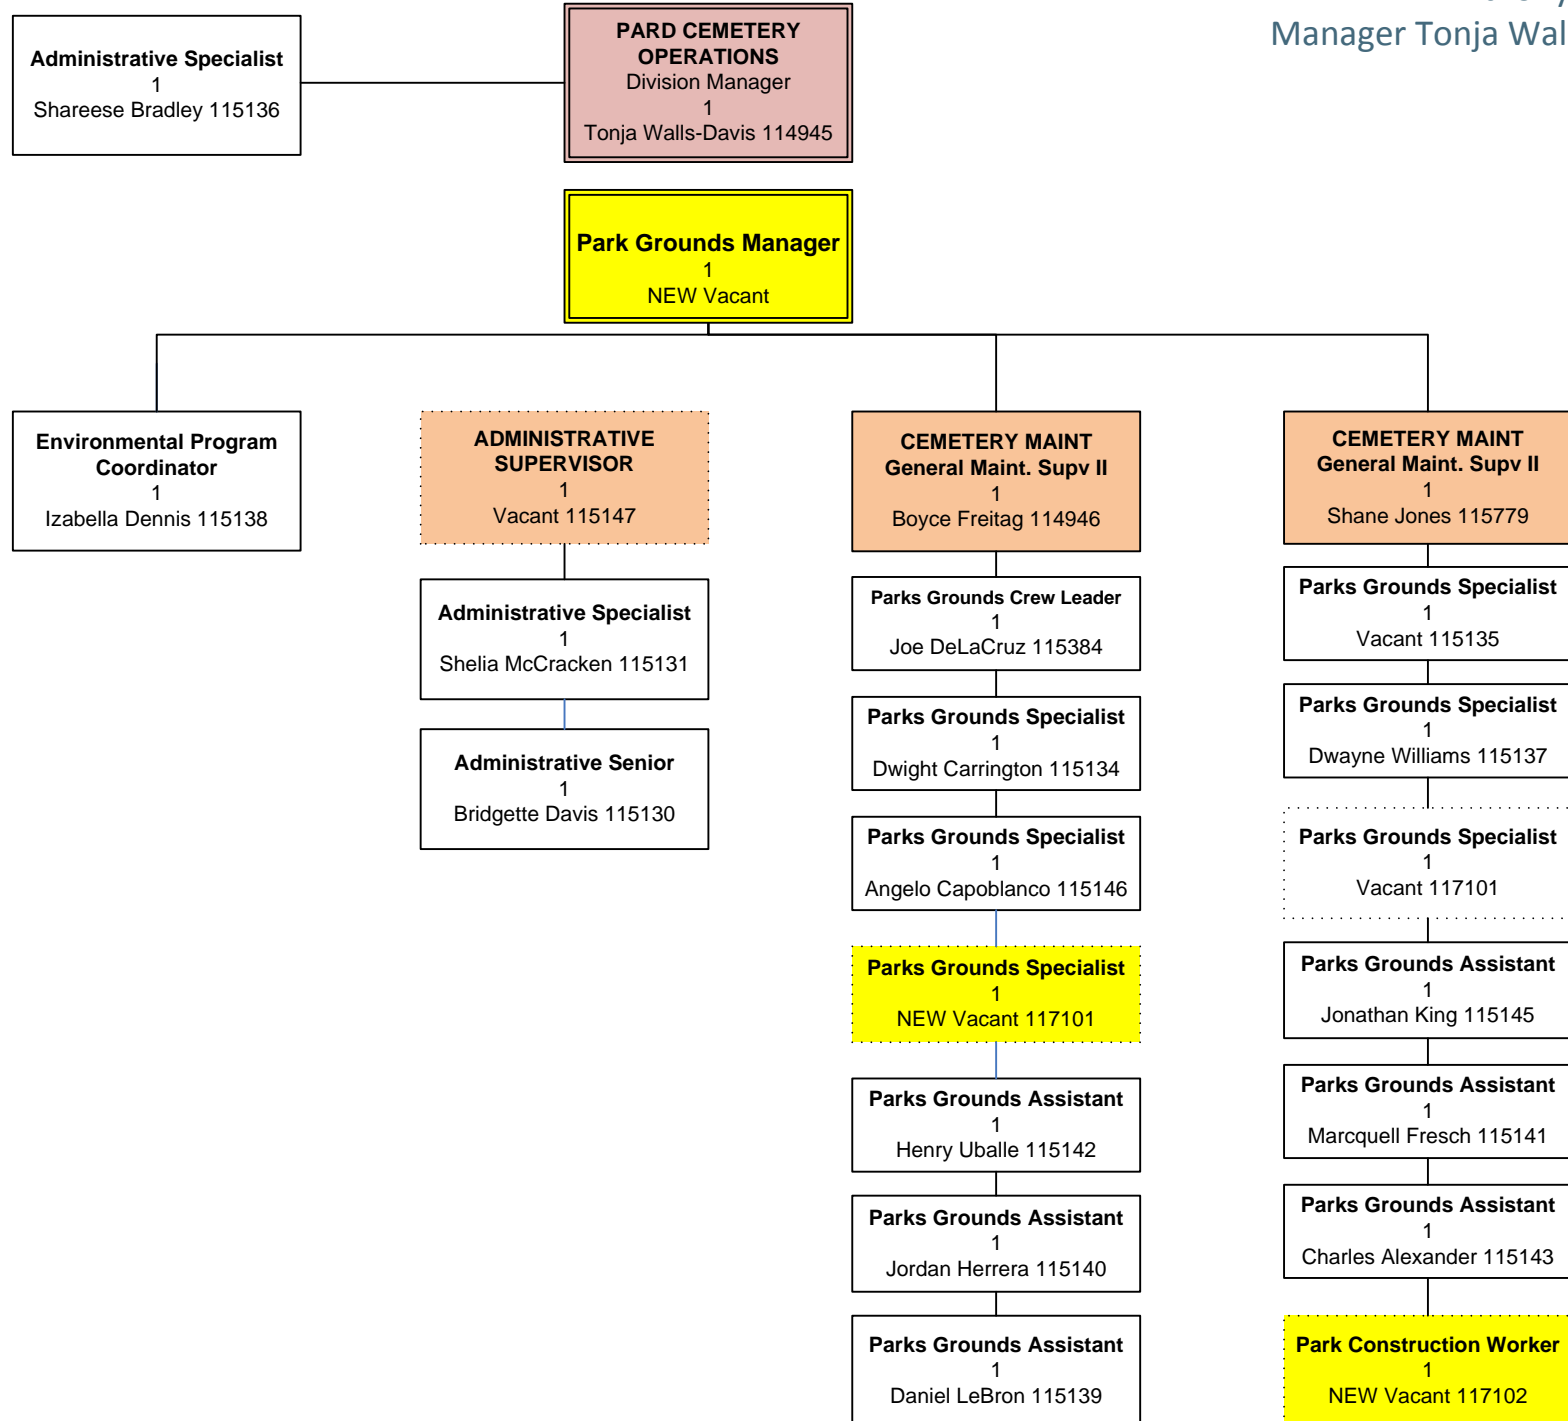 Manager Tonja Wal
Administrative Specialist
1
Shareese Bradley 115136
PARD CEMETERY
OPERATIONS
Division Manager
1
Tonja Walls-Davis 114945
Park Grounds Manager
1
NEW Vacant
Environmental Program
Coordinator
1
Izabella Dennis 115138
ADMINISTRATIVE
SUPERVISOR
1
Vacant 115147
Administrative Specialist
1
Shelia McCracken 115131
Administrative Senior
1
Bridgette Davis 115130
CEMETERY MAINT
General Maint. Supv II
1
Boyce Freitag 114946
Parks Grounds Crew Leader
1
Joe DeLaCruz 115384
Parks Grounds Specialist
1
Dwight Carrington 115134
Parks Grounds Specialist
1
Angelo Capoblanco 115146
Parks Grounds Specialist
1
NEW Vacant 117101
Parks Grounds Assistant
1
Henry Uballe 115142
Parks Grounds Assistant
1
Jordan Herrera 115140
Parks Grounds Assistant
1
Daniel LeBron 115139
CEMETERY MAINT
General Maint. Supv II
1
Shane Jones 115779
Parks Grounds Specialist
1
Vacant 115135
Parks Grounds Specialist
1
Dwayne Williams 115137
Parks Grounds Specialist
1
Vacant 117101
Parks Grounds Assistant
1
Jonathan King 115145
Parks Grounds Assistant
1
Marcquell Fresch 115141
Parks Grounds Assistant
1
Charles Alexander 115143
Park Construction Worker
1
NEW Vacant 117102